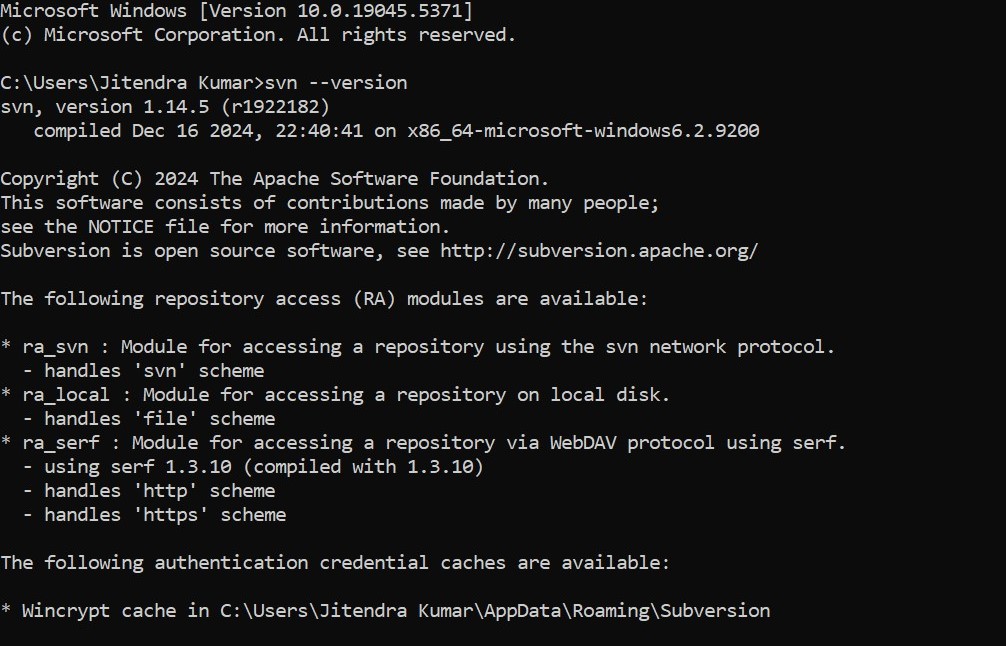 Microsoft Windows [Version 10.0.19045.5371]
(c) Microsoft Corporation. All rights reserved.
C:\Users\Jitendra Kumar>svn --version
svn, version 1.14.5 (r1922182)
   compiled Dec 16 2024, 22:40:41 on x86_64-microsoft-windows6.2.9200
Copyright (C) 2024 The Apache Software Foundation.
This software consists of contributions made by many people;
see the NOTICE file for more information.
Subversion is open source software, see http://subversion.apache.org/
The following repository access (RA) modules are available:
* ra_svn : Module for accessing a repository using the svn network protocol.
  - handles 'svn' scheme
* ra_local : Module for accessing a repository on local disk.
  - handles 'file' scheme
* ra_serf : Module for accessing a repository via WebDAV protocol using serf.
  - using serf 1.3.10 (compiled with 1.3.10)
  - handles 'http' scheme
  - handles 'https' scheme
The following authentication credential caches are available:
* Wincrypt cache in C:\Users\Jitendra Kumar\AppData\Roaming\Subversion